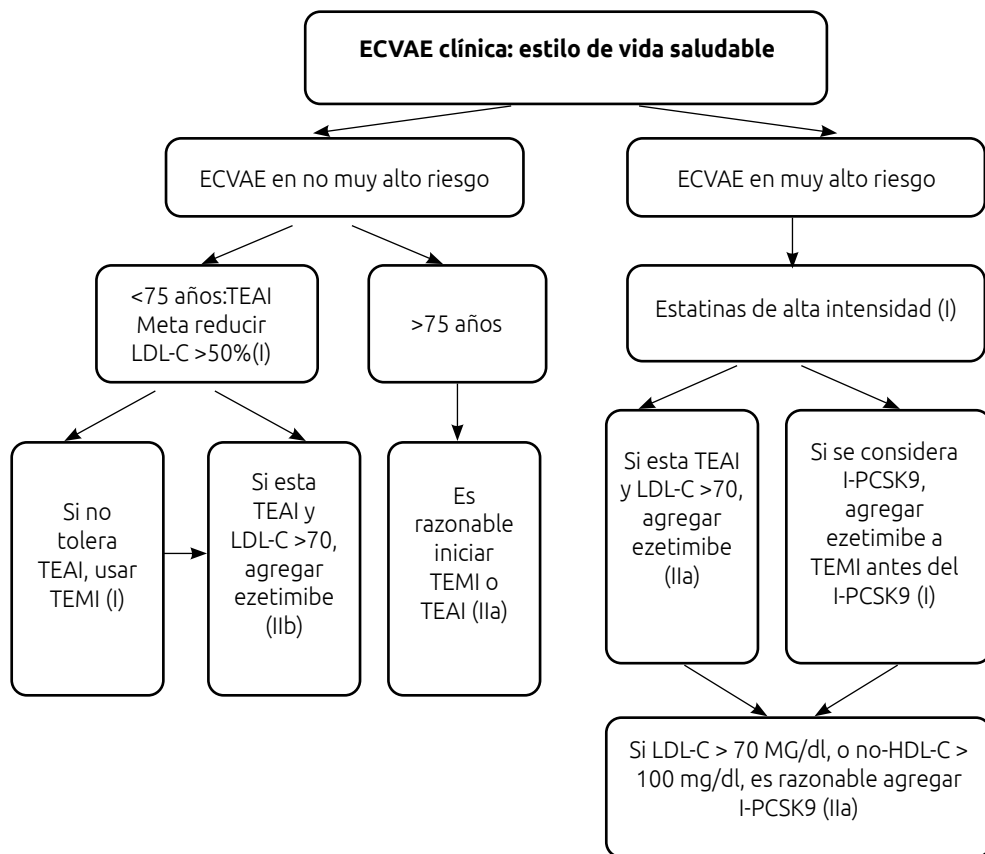 ECVAE clínica: estilo de vida saludable
ECVAE en no muy alto riesgo
ECVAE en muy alto riesgo
<75 años:TEAI
Meta reducir
LDL-C >50%(I)
>75 años
Estatinas de alta intensidad (I)
Si no
tolera
TEAI, usar
TEMI (I)
Si esta
TEAI y
LDL-C >70,
agregar
ezetimibe
(IIb)
Es
razonable
iniciar
TEMI o
TEAI (IIa)
Si esta TEAI
y LDL-C >70,
agregar
ezetimibe
(IIa)
Si se considera
I-PCSK9,
agregar
ezetimibe a
TEMI antes del
I-PCSK9 (I)
Si LDL-C > 70 MG/dl, o no-HDL-C >
100 mg/dl, es razonable agregar
I-PCSK9 (IIa)